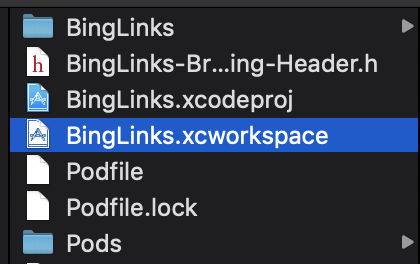 BingLinks
BingLinks-Br...ing-Header.h
BingLinks.xcodeproj
BingLinks.xcworkspace
Podfile
Podfile.lock
Pods